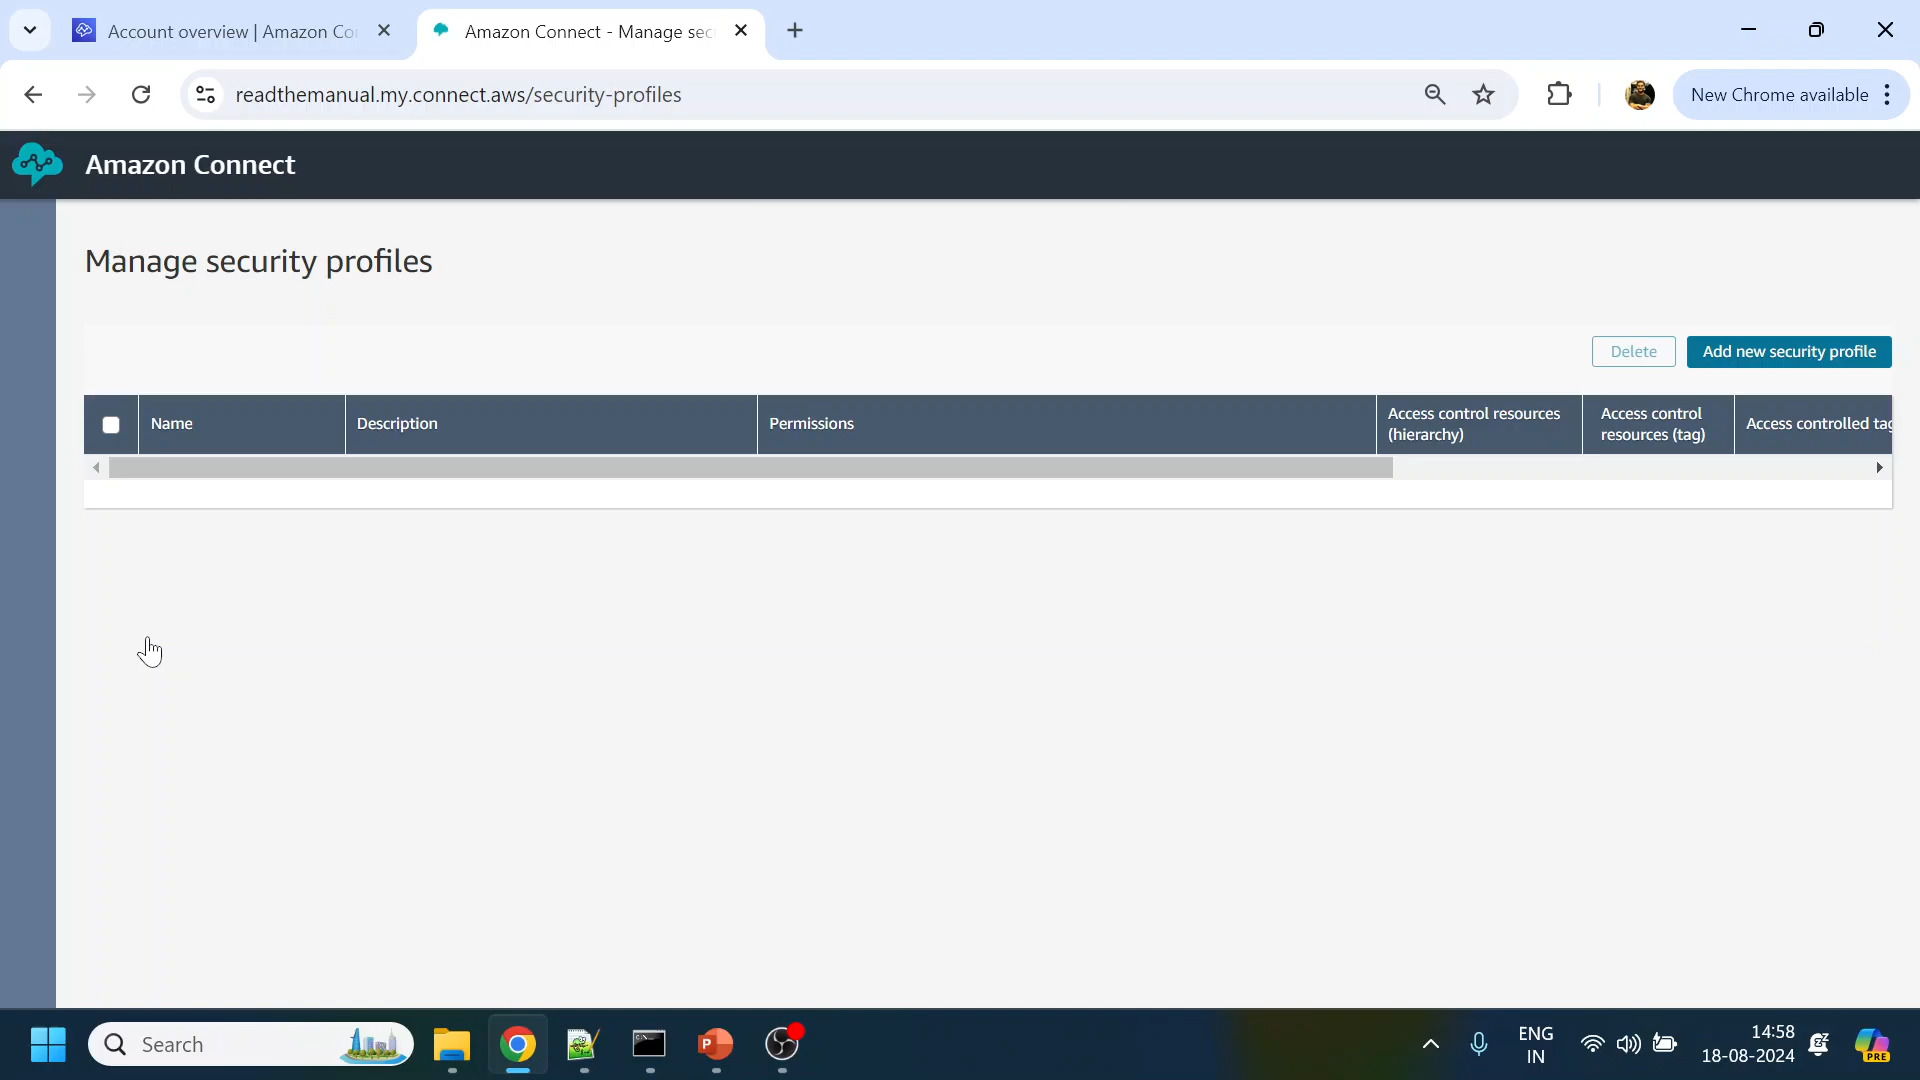 Account overview | Amazon Co
Amazon Connect - Manage sec
readthemanual.my.connect.aws/security-profiles
New Chrome available
Amazon Connect
Manage security profiles
Delete
Add new security profile
Name
Description
Permissions
Access control resources
(hierarchy)
Access control
resources (tag)
Access controlled tag
Search
ENG
IN
14:58
18-08-2024
PRE